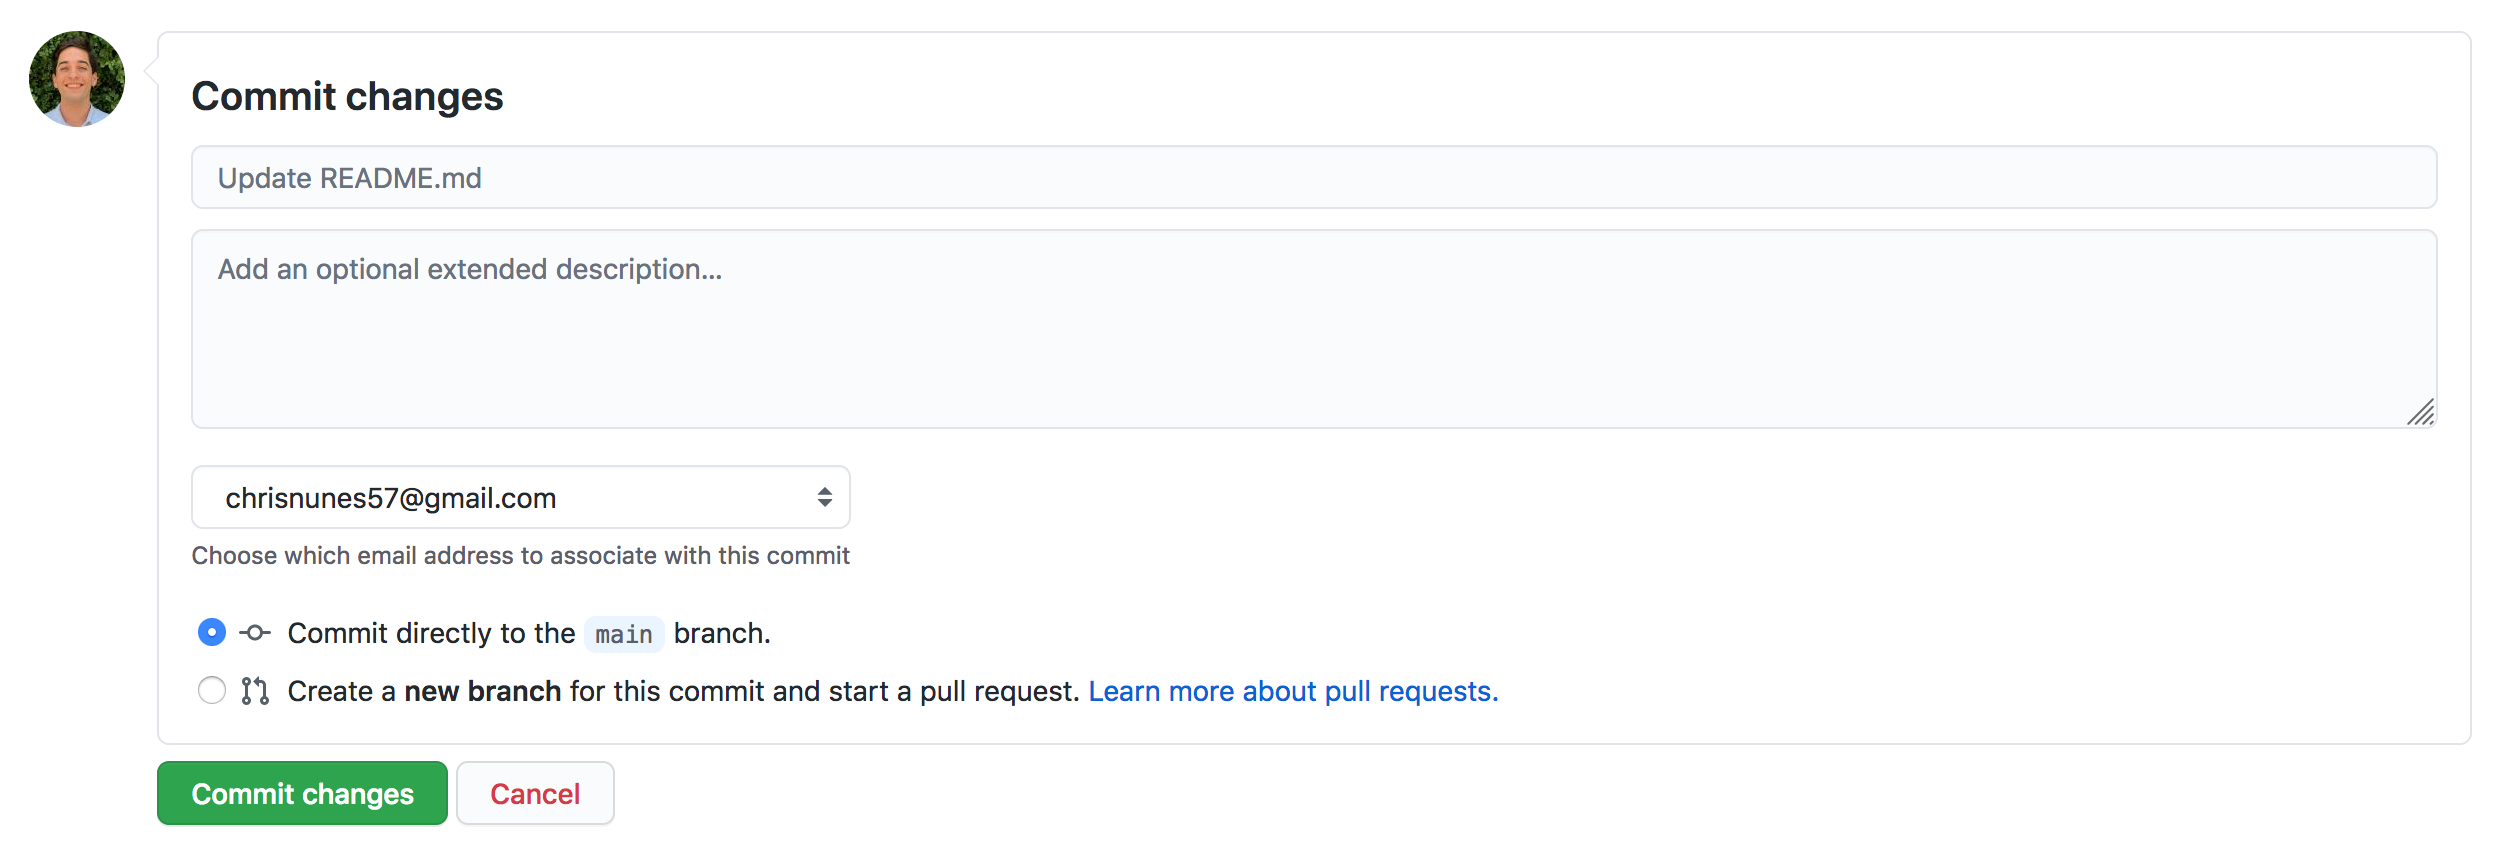 Commit changes
Update README.md
Add an optional extended description...
chrisnunes57@gmail.com
Choose which email address to associate with this commit
Commit directly to the main branch.
Create a new branch for this commit and start a pull request. Learn more about pull requests.
Commit changes
Cancel